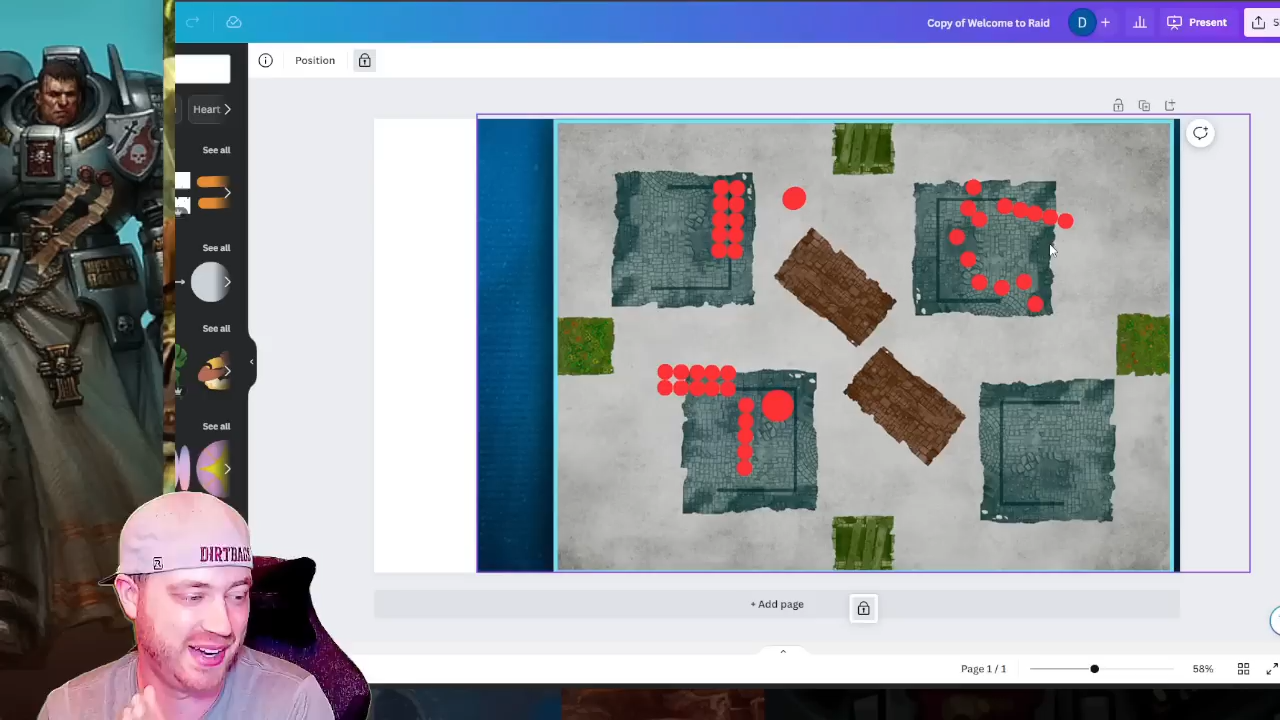 Copy of Welcome to Raid
D
+
Present
S
Position
Heart
See all
See all
See all
See all
DIRTBAGS
+ Add page
Page 1 / 1
58%